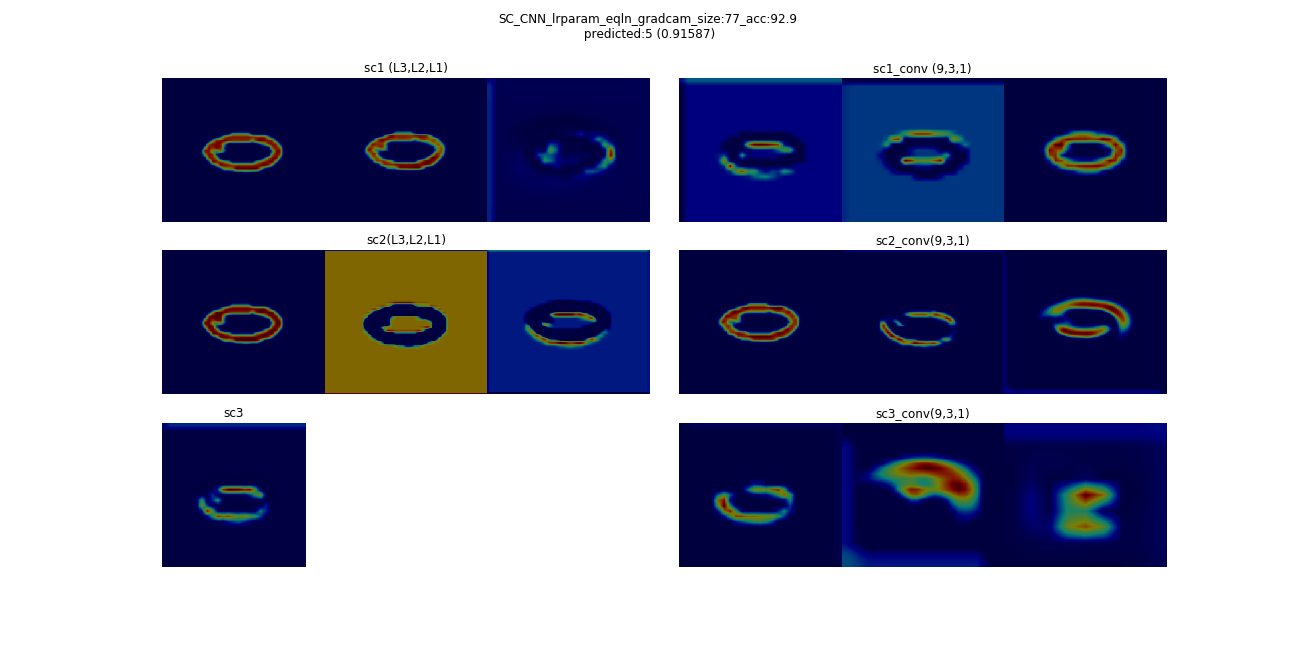 SC_CNN_lrparam_eqln_gradcam_size:77_acc:92.9
predicted:5 (0.91587)
sc1 (L3,L2,L1)
sc1_conv (9,3,1)
sc2(L3,L2,L1)
sc2_conv(9,3,1)
sc3
sc3_conv(9,3,1)